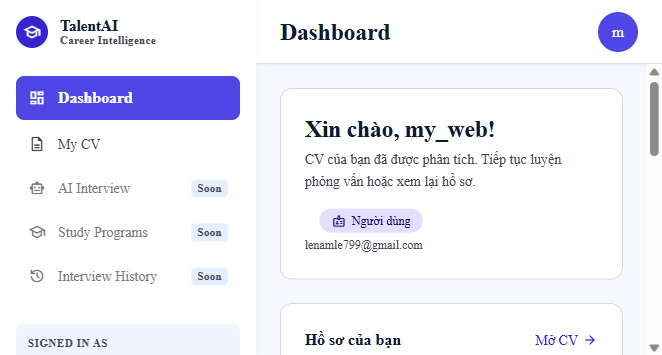 TalentAI
Career Intelligence
Dashboard
My CV
AI Interview Soon
Study Programs Soon
Interview History Soon
SIGNED IN AS
Dashboard
m
Xin chào, my_web!
CV của bạn đã được phân tích. Tiếp tục luyện
phỏng vấn hoặc xem lại hồ sơ.
Người dùng
lenamle799@gmail.com
Hồ sơ của bạn
Mở CV →